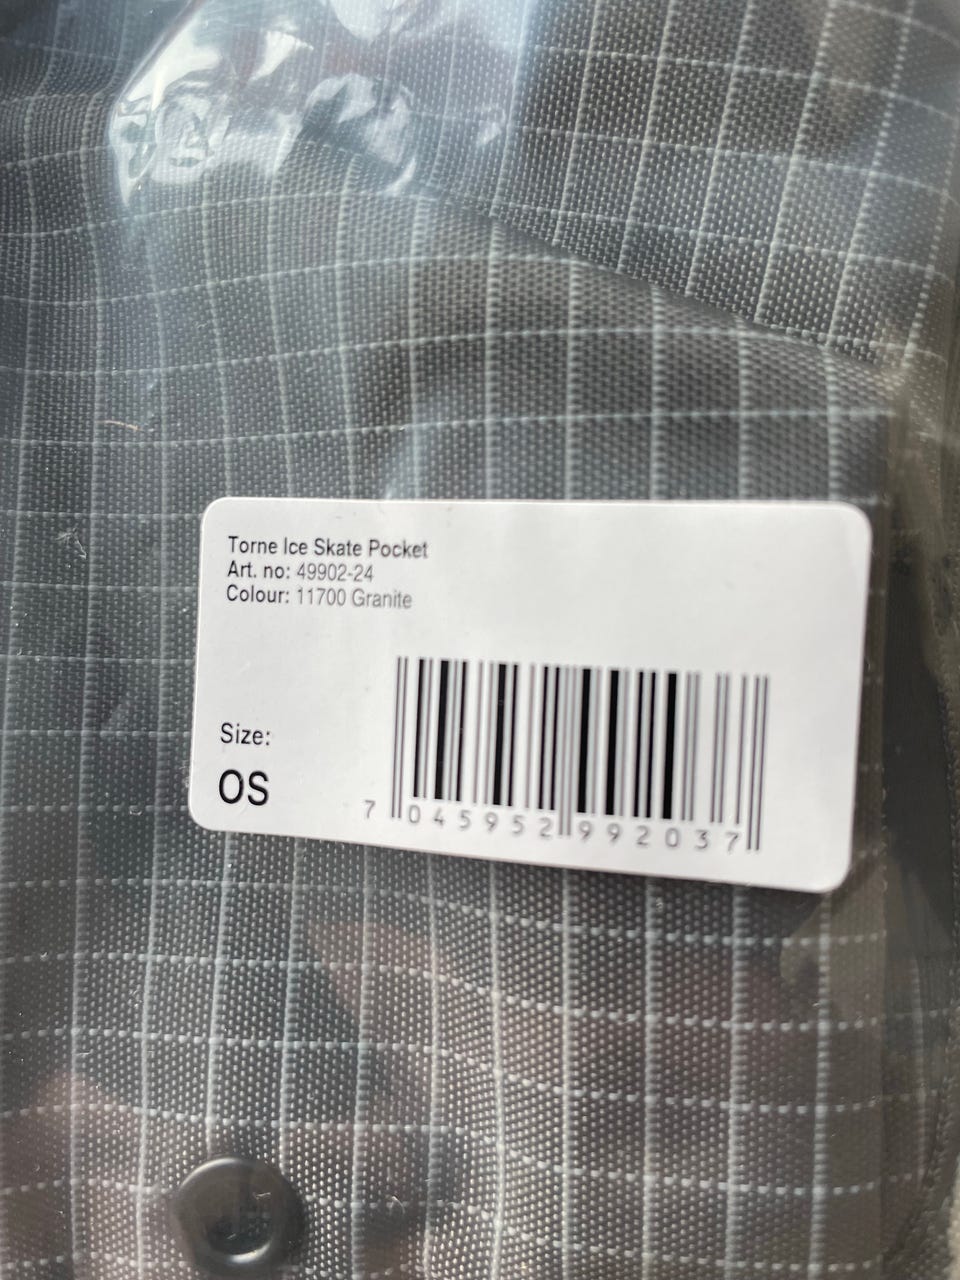 Torne Ice Skate Pocket
Art. no: 49902-24
Colour: 11700 Granite
Size:
OS
7 045952 992037